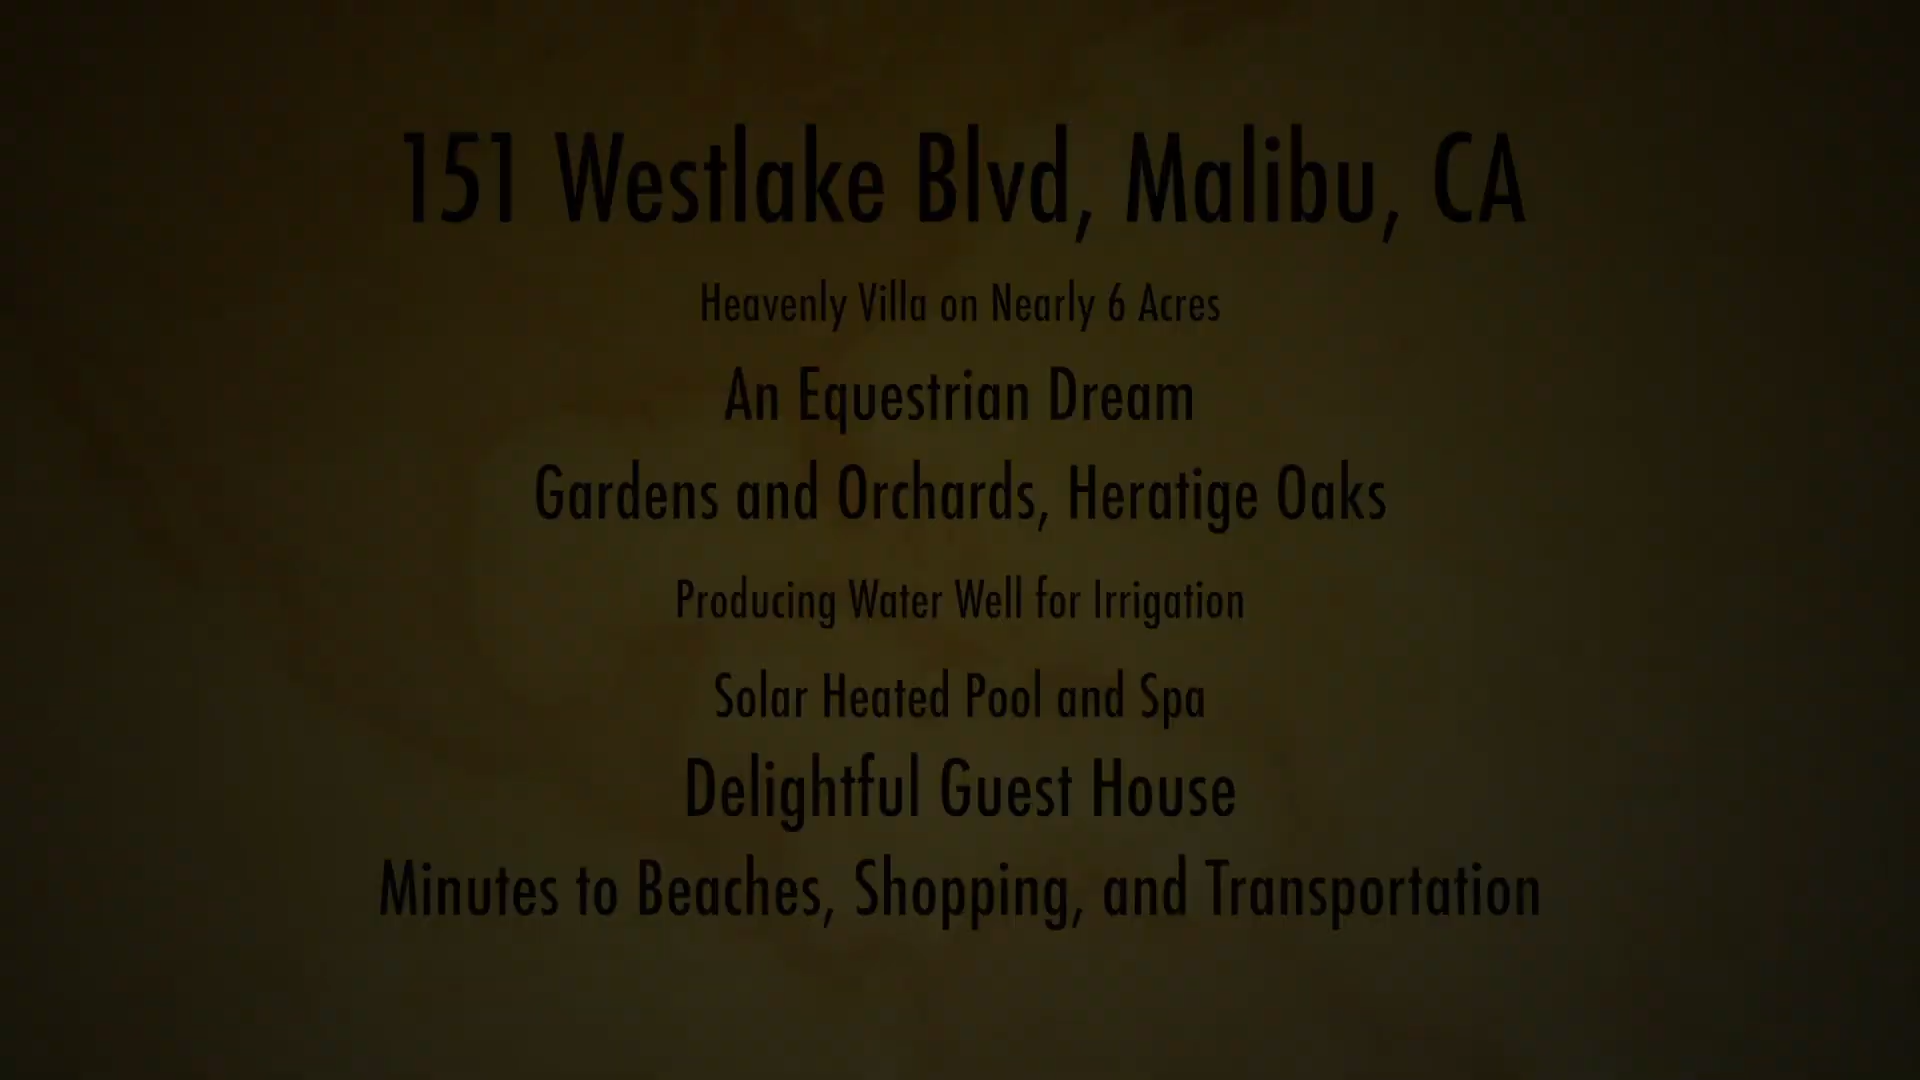 151 Westlake Blvd, Malibu, CA
Heavenly Villa on Nearly 6 Acres
An Equestrian Dream
Gardens and Orchards, Heratige Oaks
Producing Water Well for Irrigation
Solar Heated Pool and Spa
Delightful Guest House
Minutes to Beaches, Shopping, and Transportation